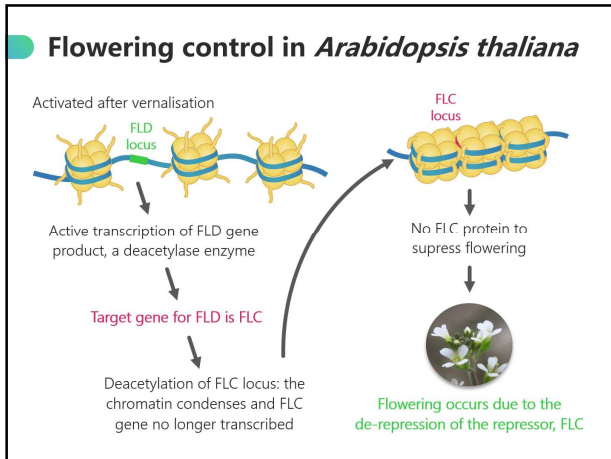 Flowering control in Arabidopsis thaliana
Activated after vernalisation
FLD
locus
Active transcription of FLD gene
product, a deacetylase enzyme
Target gene for FLD is FLC
Deacetylation of FLC locus: the
chromatin condenses and FLC
gene no longer transcribed
FLC
locus
No FLC protein to
supress flowering
Flowering occurs due to the
de-repression of the repressor, FLC